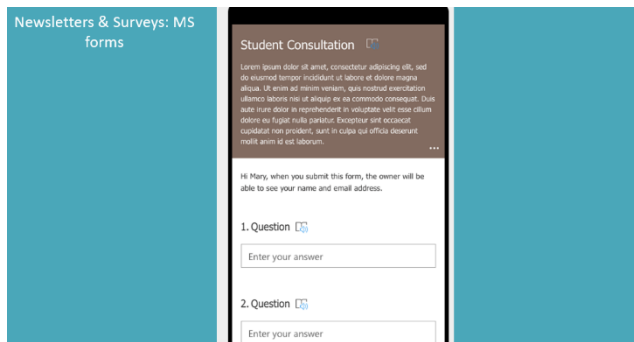 Newsletters & Surveys: MS
forms
Student Consultation
Lorem ipsum dolor sit amet, consectetur adipiscing elit, sed
do eiusmod tempor incididunt ut labore et dolore magna
aliqua. Ut enim ad minim veniam, quis nostrud exercitation
ullamco laboris nisi ut aliquip ex ea commodo consequat. Duis
aute irure dolor in reprehenderit in voluptate velit esse cillum
dolore eu fugiat nulla pariatur. Excepteur sint occaecat
cupidatat non proident, sunt in culpa qui officia deserunt
mollit anim id est laborum.
Hi Mary, when you submit this form, the owner will be
able to see your name and email address.
1. Question
Enter your answer
2. Question
Enter your answer